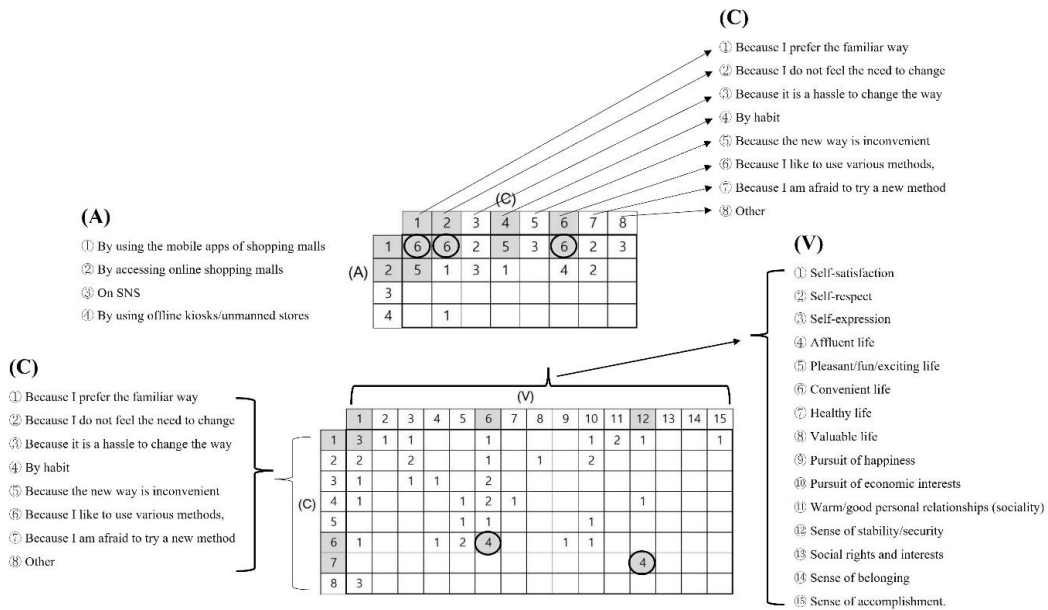 (C)
① Because I prefer the familiar way
② Because I do not feel the need to change
③ Because it is a hassle to change the way
④ By habit
⑤ Because the new way is inconvenient
⑥ Because I like to use various methods,
⑦ Because I am afraid to try a new method
⑧ Other
(A)
① By using the mobile apps of shopping malls
② By accessing online shopping malls
③ On SNS
④ By using offline kiosks/unmanned stores
(C)
1 2 3 4 5 6 7 8
(A)
1 6 6 2 5 3 6 2 3
2 5 1 3 1 4 2
3
4 1
(V)
① Self-satisfaction
② Self-respect
③ Self-expression
④ Affluent life
⑤ Pleasant/fun/exciting life
⑥ Convenient life
⑦ Healthy life
⑧ Valuable life
⑨ Pursuit of happiness
⑩ Pursuit of economic interests
⑪ Warm/good personal relationships (sociality)
⑫ Sense of stability/security
⑬ Social rights and interests
⑭ Sense of belonging
⑮ Sense of accomplishment.
(C)
① Because I prefer the familiar way
② Because I do not feel the need to change
③ Because it is a hassle to change the way
④ By habit
⑤ Because the new way is inconvenient
⑥ Because I like to use various methods,
⑦ Because I am afraid to try a new method
⑧ Other
(V)
1 2 3 4 5 6 7 8 9 10 11 12 13 14 15
(C)
1 3 1 1 1 1 2 1 1
2 2 2 1 1 2
3 1 1 1 2
4 1 1 2 1 1
5 1 1 1
6 1 1 2 4 1 1
7 4
8 3